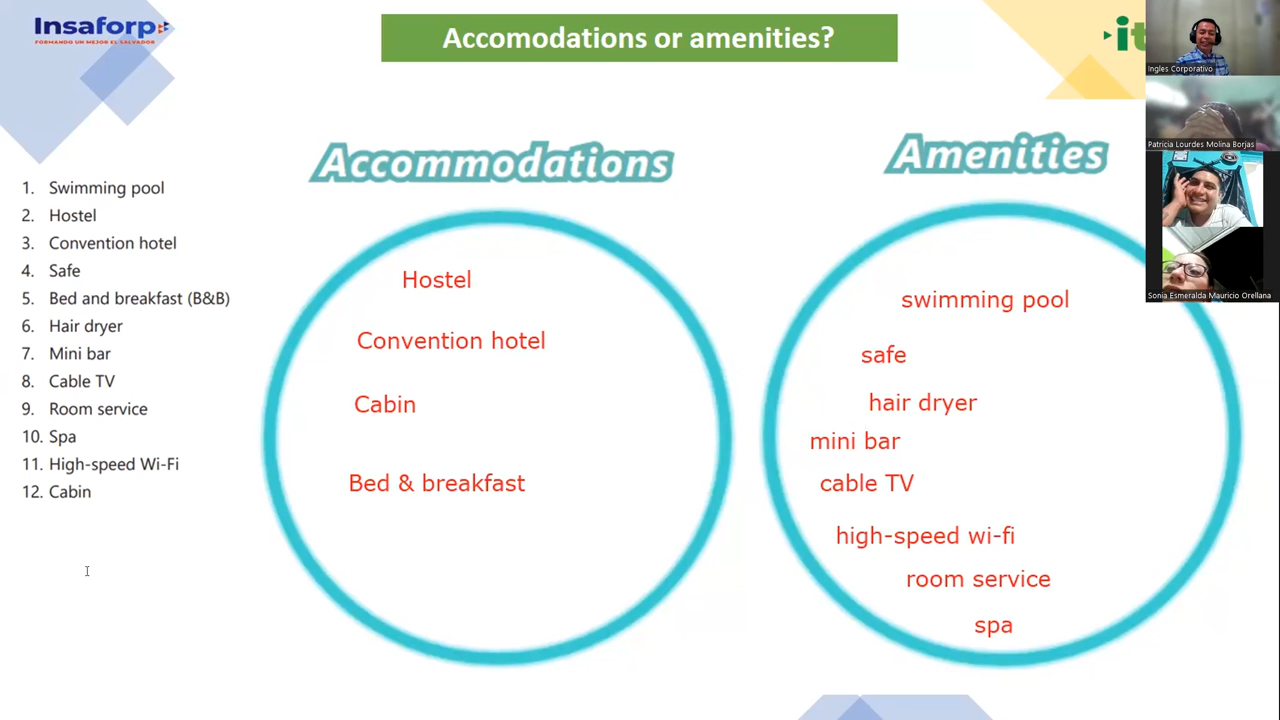 Insaforp
FORMANDO UN MEJOR EL SALVADOR
Accomodations or amenities?
it
Ingles Corporativo
Patricia Lourdes Molina Borjas
Sonia Esmeralda Mauricio Orellana
Accommodations
Amenities
1. Swimming pool
2. Hostel
3. Convention hotel
4. Safe
5. Bed and breakfast (B&B)
6. Hair dryer
7. Mini bar
8. Cable TV
9. Room service
10. Spa
11. High-speed Wi-Fi
12. Cabin
Hostel
Convention hotel
Cabin
Bed & breakfast
swimming pool
safe
hair dryer
mini bar
cable TV
high-speed wi-fi
room service
spa